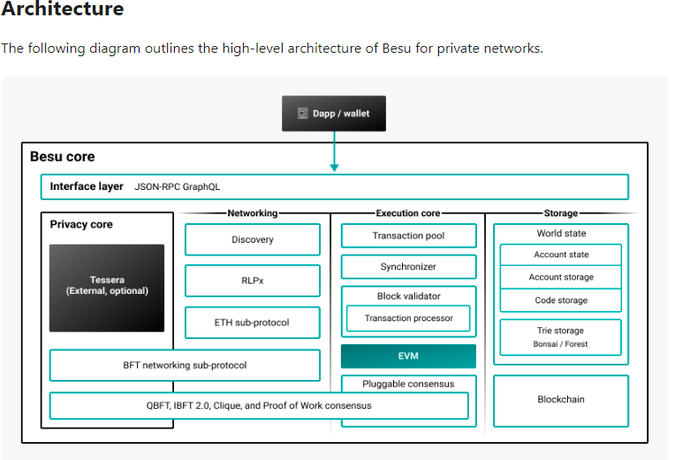 Architecture
The following diagram outlines the high-level architecture of Besu for private networks.
Dapp / wallet
Besu core
Interface layer JSON-RPC GraphQL
Privacy core
Tessera
(External, optional)
Networking
Discovery
RLPx
ETH sub-protocol
BFT networking sub-protocol
Execution core
Transaction pool
Synchronizer
Block validator
Transaction processor
EVM
Pluggable consensus
QBFT, IBFT 2.0, Clique, and Proof of Work consensus
Storage
World state
Account state
Account storage
Code storage
Trie storage
Bonsai / Forest
Blockchain